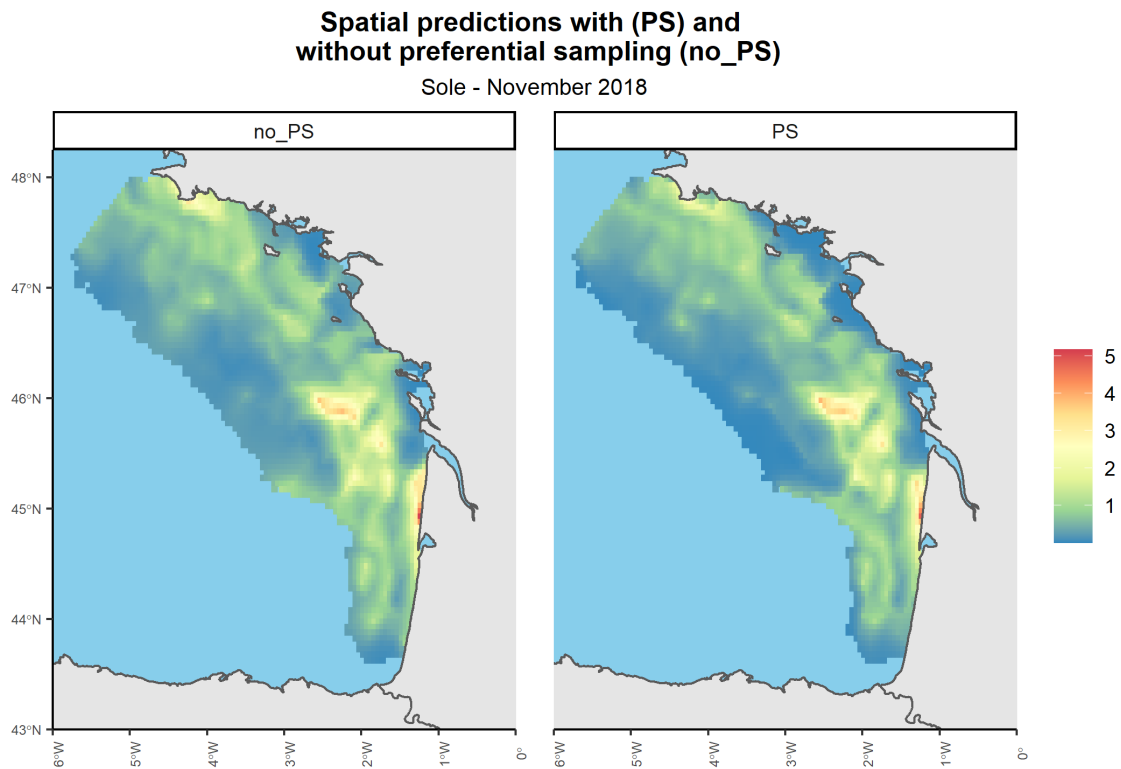 Spatial predictions with (PS) and
without preferential sampling (no_PS)
Sole - November 2018
no_PS
PS
48°N
47°N
46°N
45°N
44°N
43°N
6°W
5°W
4°W
3°W
2°W
1°W
0°
6°W
5°W
4°W
3°W
2°W
1°W
0°
5
4
3
2
1